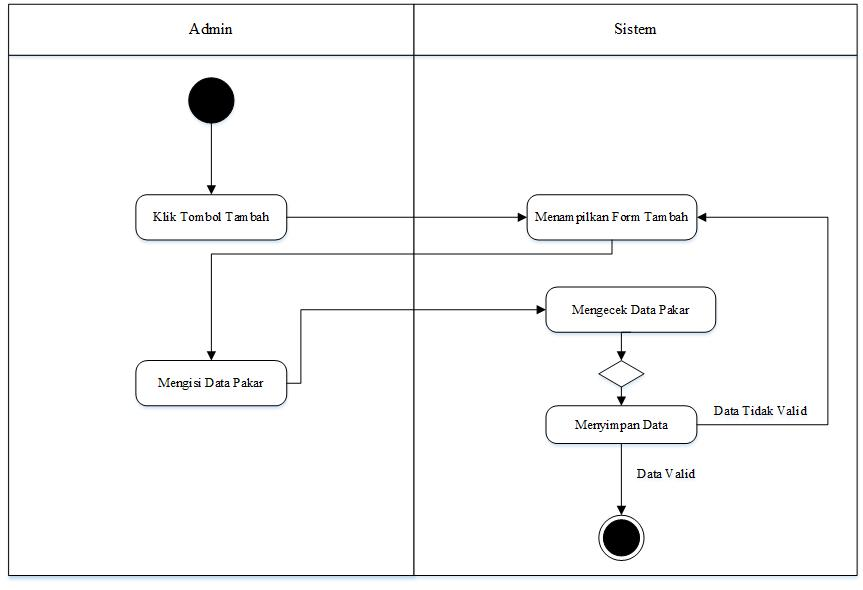 Admin
Sistem
Klik Tombol Tambah
Menampilkan Form Tambah
Mengecek Data Pakar
Mengisi Data Pakar
Menyimpan Data
Data Tidak Valid
Data Valid